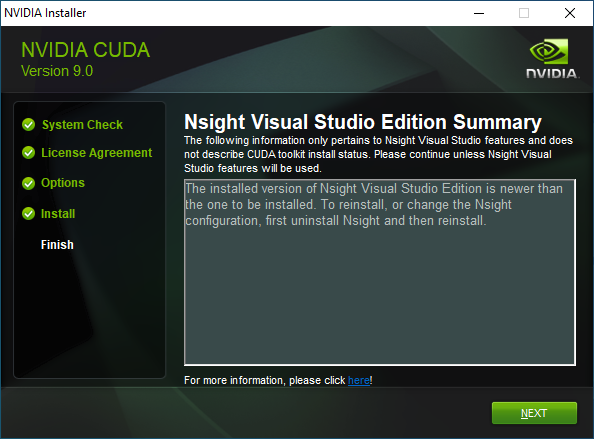 NVIDIA Installer
NVIDIA CUDA
Version 9.0
NVIDIA.
System Check
License Agreement
Options
Install
Finish
Nsight Visual Studio Edition Summary
The following information only pertains to Nsight Visual Studio features and does
not describe CUDA toolkit install status. Please continue unless Nsight Visual
Studio features will be used.
The installed version of Nsight Visual Studio Edition is newer than
the one to be installed. To reinstall, or change the Nsight
configuration, first uninstall Nsight and then reinstall.
For more information, please click here!
NEXT